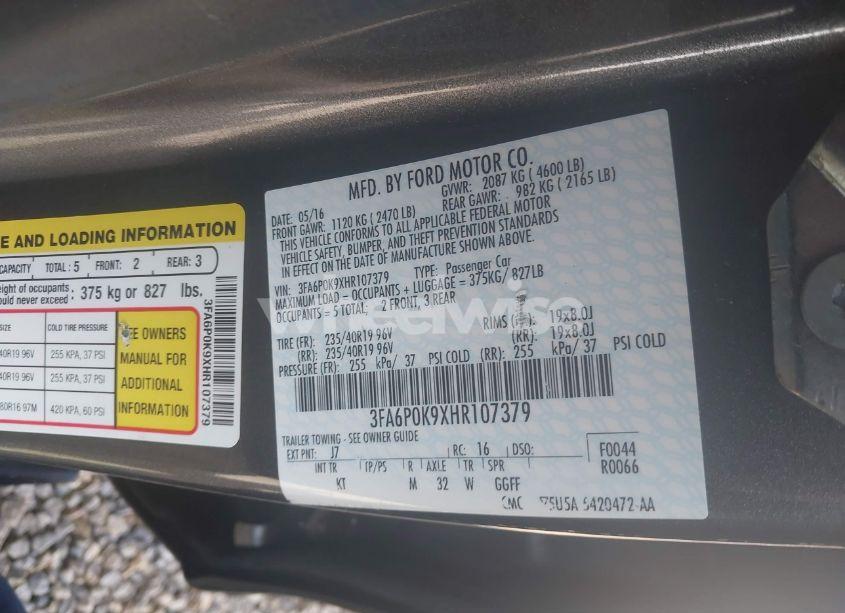 E AND LOADING INFORMATION
CAPACITY TOTAL: 5 FRONT: 2 REAR: 3
eight of occupants
ould never exceed : 375 kg or 827 lbs.
SIZE COLD TIRE PRESSURE
40R19 96V 255 KPA, 37 PSI
40R19 96V 255 KPA, 37 PSI
80R16 97M 420 KPA, 60 PSI
SEE OWNERS
MANUAL FOR
ADDITIONAL
INFORMATION
3FA6P0K9XHR107379
MFD. BY FORD MOTOR CO.
DATE: 05/16 GVWR: 2087 KG ( 4600 LB)
FRONT GAWR: 1120 KG ( 2470 LB) REAR GAWR: 982 KG ( 2165 LB)
THIS VEHICLE CONFORMS TO ALL APPLICABLE FEDERAL MOTOR
VEHICLE SAFETY, BUMPER, AND THEFT PREVENTION STANDARDS
IN EFFECT ON THE DATE OF MANUFACTURE SHOWN ABOVE.
VIN: 3FA6P0K9XHR107379 TYPE: Passenger Car
MAXIMUM LOAD = OCCUPANTS + LUGGAGE = 375KG/ 827LB
OCCUPANTS = 5 TOTAL; 2 FRONT, 3 REAR
TIRE (FR): 235/40R19 96V RIMS (FR): 19x8.0J
(RR): 235/40R19 96V (RR): 19x8.0J
PRESSURE (FR): 255 kPa/ 37 PSI COLD (RR): 255 kPa/ 37 PSI COLD
3FA6P0K9XHR107379
TRAILER TOWING - SEE OWNER GUIDE
EXT PNT: J7 RC: 16 DSO: F0044
R0066
INT TR TP/PS R AXLE TR SPR
KT M 32 W GGFF
5U5A 5420472-AA
wheelwise